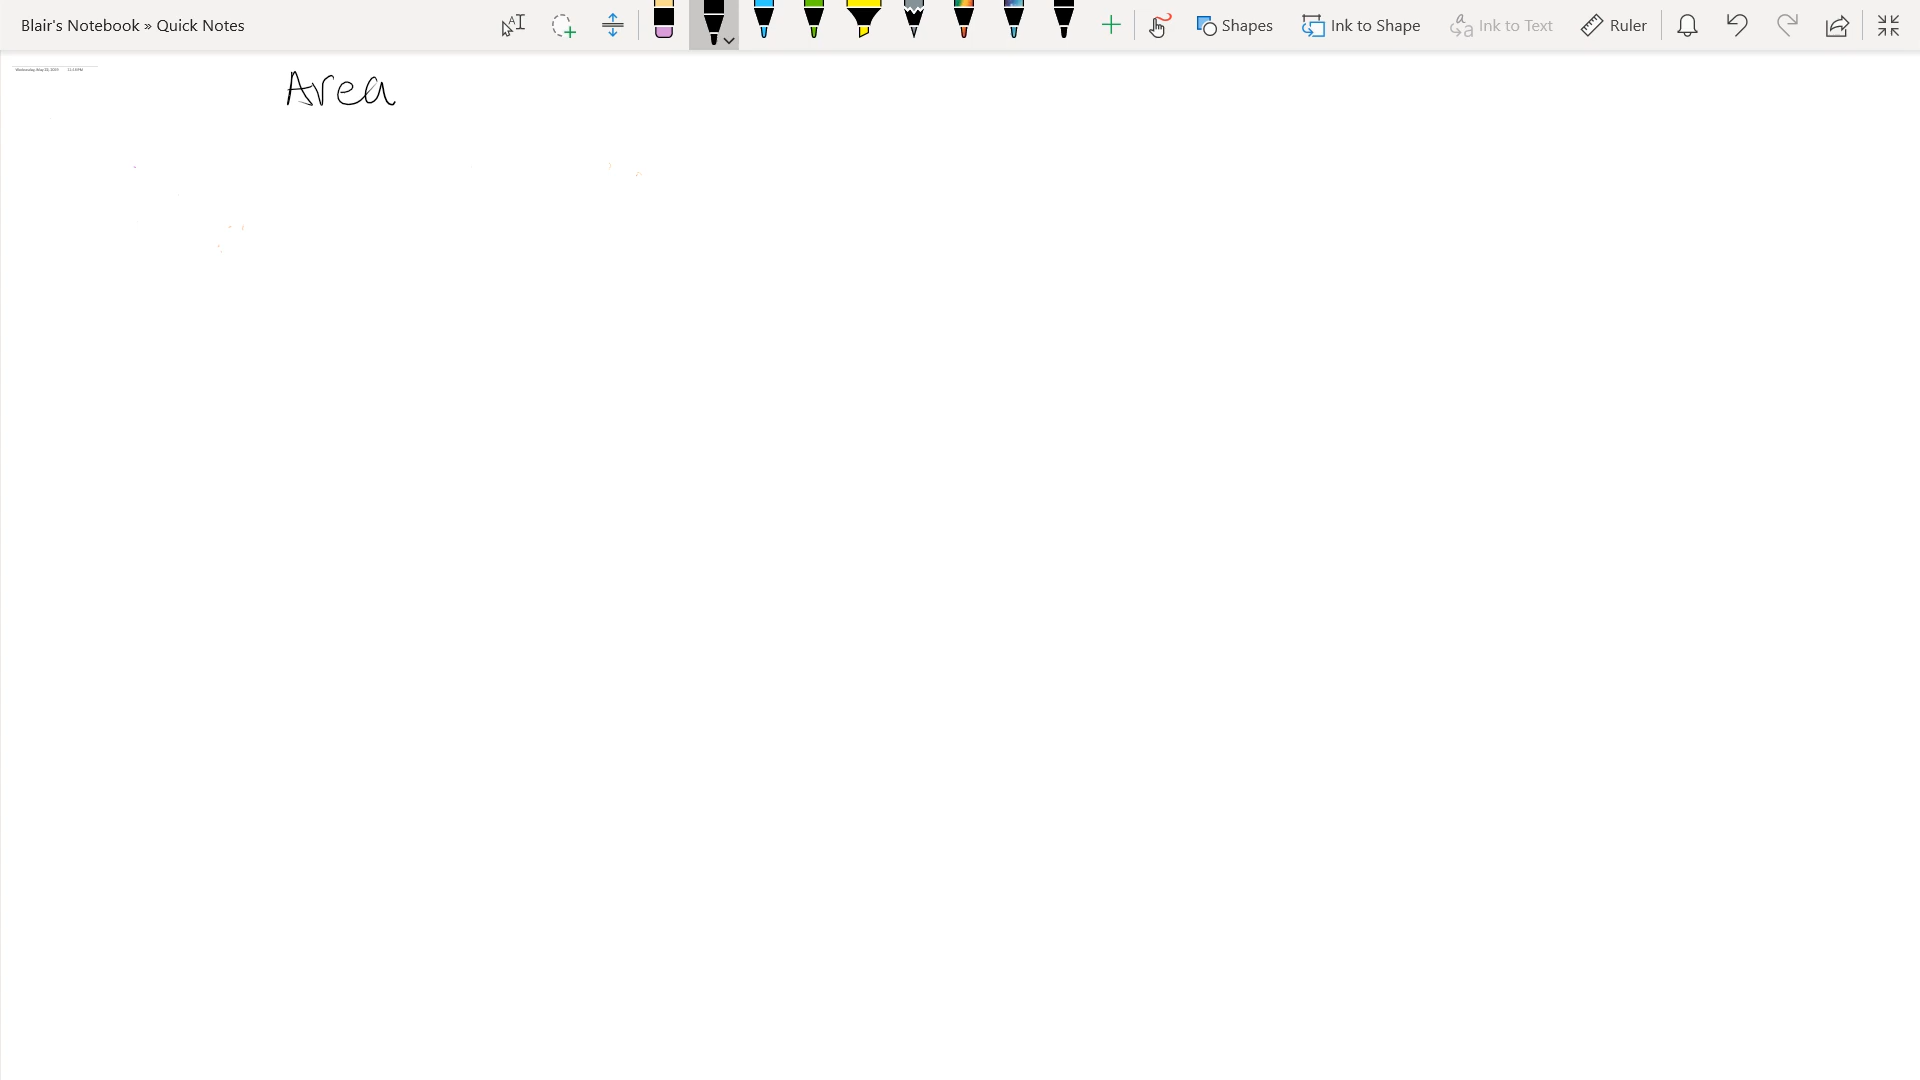 Blair's Notebook » Quick Notes
Shapes
Ink to Shape
Ink to Text
Ruler
Area